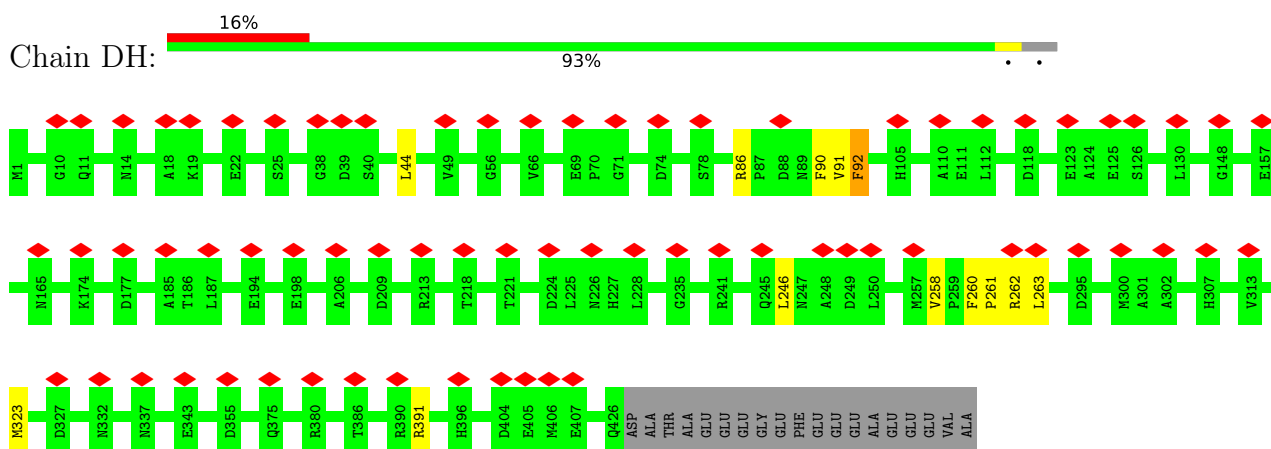 16%
Chain DH:
93%
• •
M1 G10 Q11 N14 A18 K19 E22 S25 G38 D39 S40 L44 V49 G56 V66 E69 P70 G71 D74 S78 R86 P87 D88 N89 F90 V91 F92 H105 A110 E111 L112 D118 E123 A124 E125 S126 L130 G148 E157
N165 K174 D177 A185 T186 L187 E194 E198 A206 D209 R213 T218 T221 D224 L225 N226 H227 L228 G235 R241 Q245 L246 N247 A248 D249 L250 M257 V258 P259 F260 P261 R262 L263 D295 M300 A301 A302 H307 V313
M323 D327 N332 N337 E343 D355 Q375 R380 T386 R390 R391 H396 D404 E405 M406 E407 Q426 ASP ALA THR ALA GLU GLU GLU GLY GLU PHE GLU GLU GLU ALA GLU GLU GLU VAL ALA